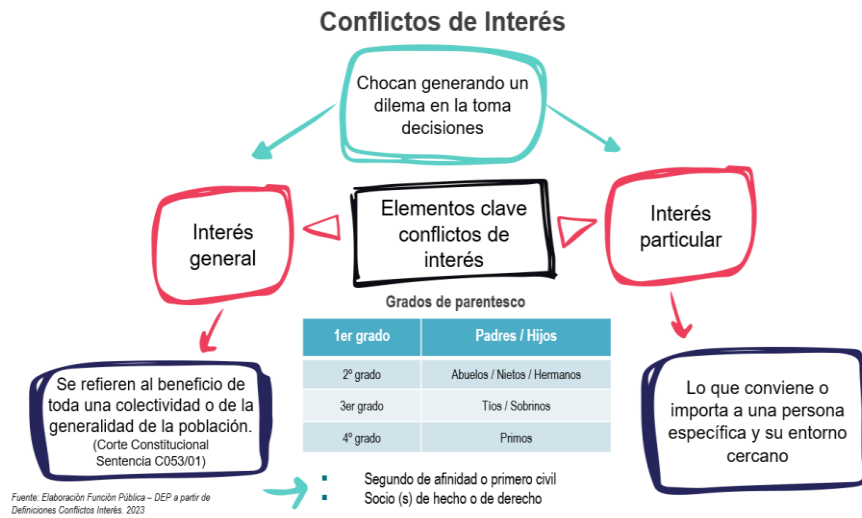 Conflictos de Interés
Chocan generando un
dilema en la toma
decisiones
Interés
general
Elementos clave
conflictos de
interés
Interés
particular
Grados de parentesco
1er grado Padres / Hijos
2º grado Abuelos / Nietos / Hermanos
3er grado Tíos / Sobrinos
4º grado Primos
Se refieren al beneficio de
toda una colectividad o de la
generalidad de la población.
(Corte Constitucional
Sentencia C053/01)
Lo que conviene o
importa a una persona
específica y su entorno
cercano
Segundo de afinidad o primero civil
Socio (s) de hecho o de derecho
Fuente: Elaboración Función Pública – DEP a partir de
Definiciones Conflictos Interés. 2023